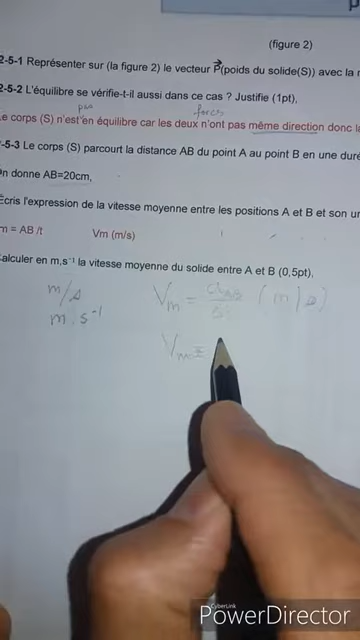 (figure 2)
2-5-1 Représenter sur (la figure 2) le vecteur P(poids du solide(S)) avec la
2-5-2 L'équilibre se vérifie-t-il aussi dans ce cas ? Justifie (1pt),
pas forces
Le corps (S) n'est en équilibre car les deux n'ont pas même direction donc
-5-3 Le corps (S) parcourt la distance AB du point A au point B en une
On donne AB=20cm,
Écris l'expression de la vitesse moyenne entre les positions A et B et son
m = AB /t Vm (m/s)
Calculer en m.s⁻¹ la vitesse moyenne du solide entre A et B (0,5pt),
m/s Vm = (m/s)
m . s⁻¹
Vm =
CyberLink
PowerDirector